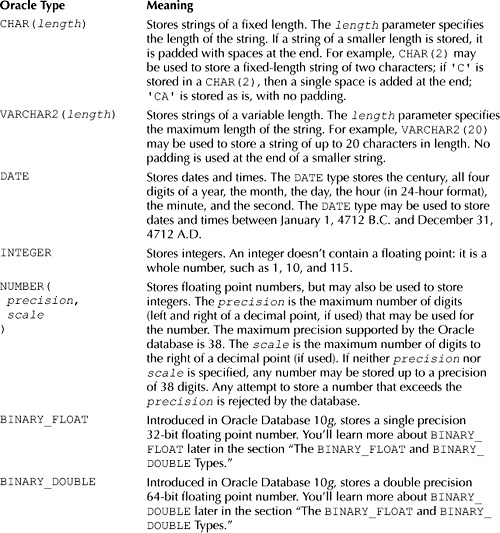 Oracle Type Meaning
CHAR(length) Stores strings of a fixed length. The length parameter specifies
the length of the string. If a string of a smaller length is stored, it
is padded with spaces at the end. For example, CHAR(2) may
be used to store a fixed-length string of two characters; if 'C' is
stored in a CHAR(2), then a single space is added at the end;
'CA' is stored as is, with no padding.
VARCHAR2(length) Stores strings of a variable length. The length parameter specifies
the maximum length of the string. For example, VARCHAR2(20)
may be used to store a string of up to 20 characters in length. No
padding is used at the end of a smaller string.
DATE Stores dates and times. The DATE type stores the century, all four
digits of a year, the month, the day, the hour (in 24-hour format),
the minute, and the second. The DATE type may be used to store
dates and times between January 1, 4712 B.C. and December 31,
4712 A.D.
INTEGER Stores integers. An integer doesn't contain a floating point: it is a
whole number, such as 1, 10, and 115.
NUMBER( Stores floating point numbers, but may also be used to store
precision, integers. The precision is the maximum number of digits
scale (left and right of a decimal point, if used) that may be used for
) the number. The maximum precision supported by the Oracle
database is 38. The scale is the maximum number of digits to
the right of a decimal point (if used). If neither precision nor
scale is specified, any number may be stored up to a precision
of 38 digits. Any attempt to store a number that exceeds the
precision is rejected by the database.
BINARY_FLOAT Introduced in Oracle Database 10g, stores a single precision
32-bit floating point number. You'll learn more about BINARY_
FLOAT later in the section "The BINARY_FLOAT and BINARY_
DOUBLE Types."
BINARY_DOUBLE Introduced in Oracle Database 10g, stores a double precision
64-bit floating point number. You'll learn more about BINARY_
DOUBLE later in the section "The BINARY_FLOAT and BINARY_
DOUBLE Types."